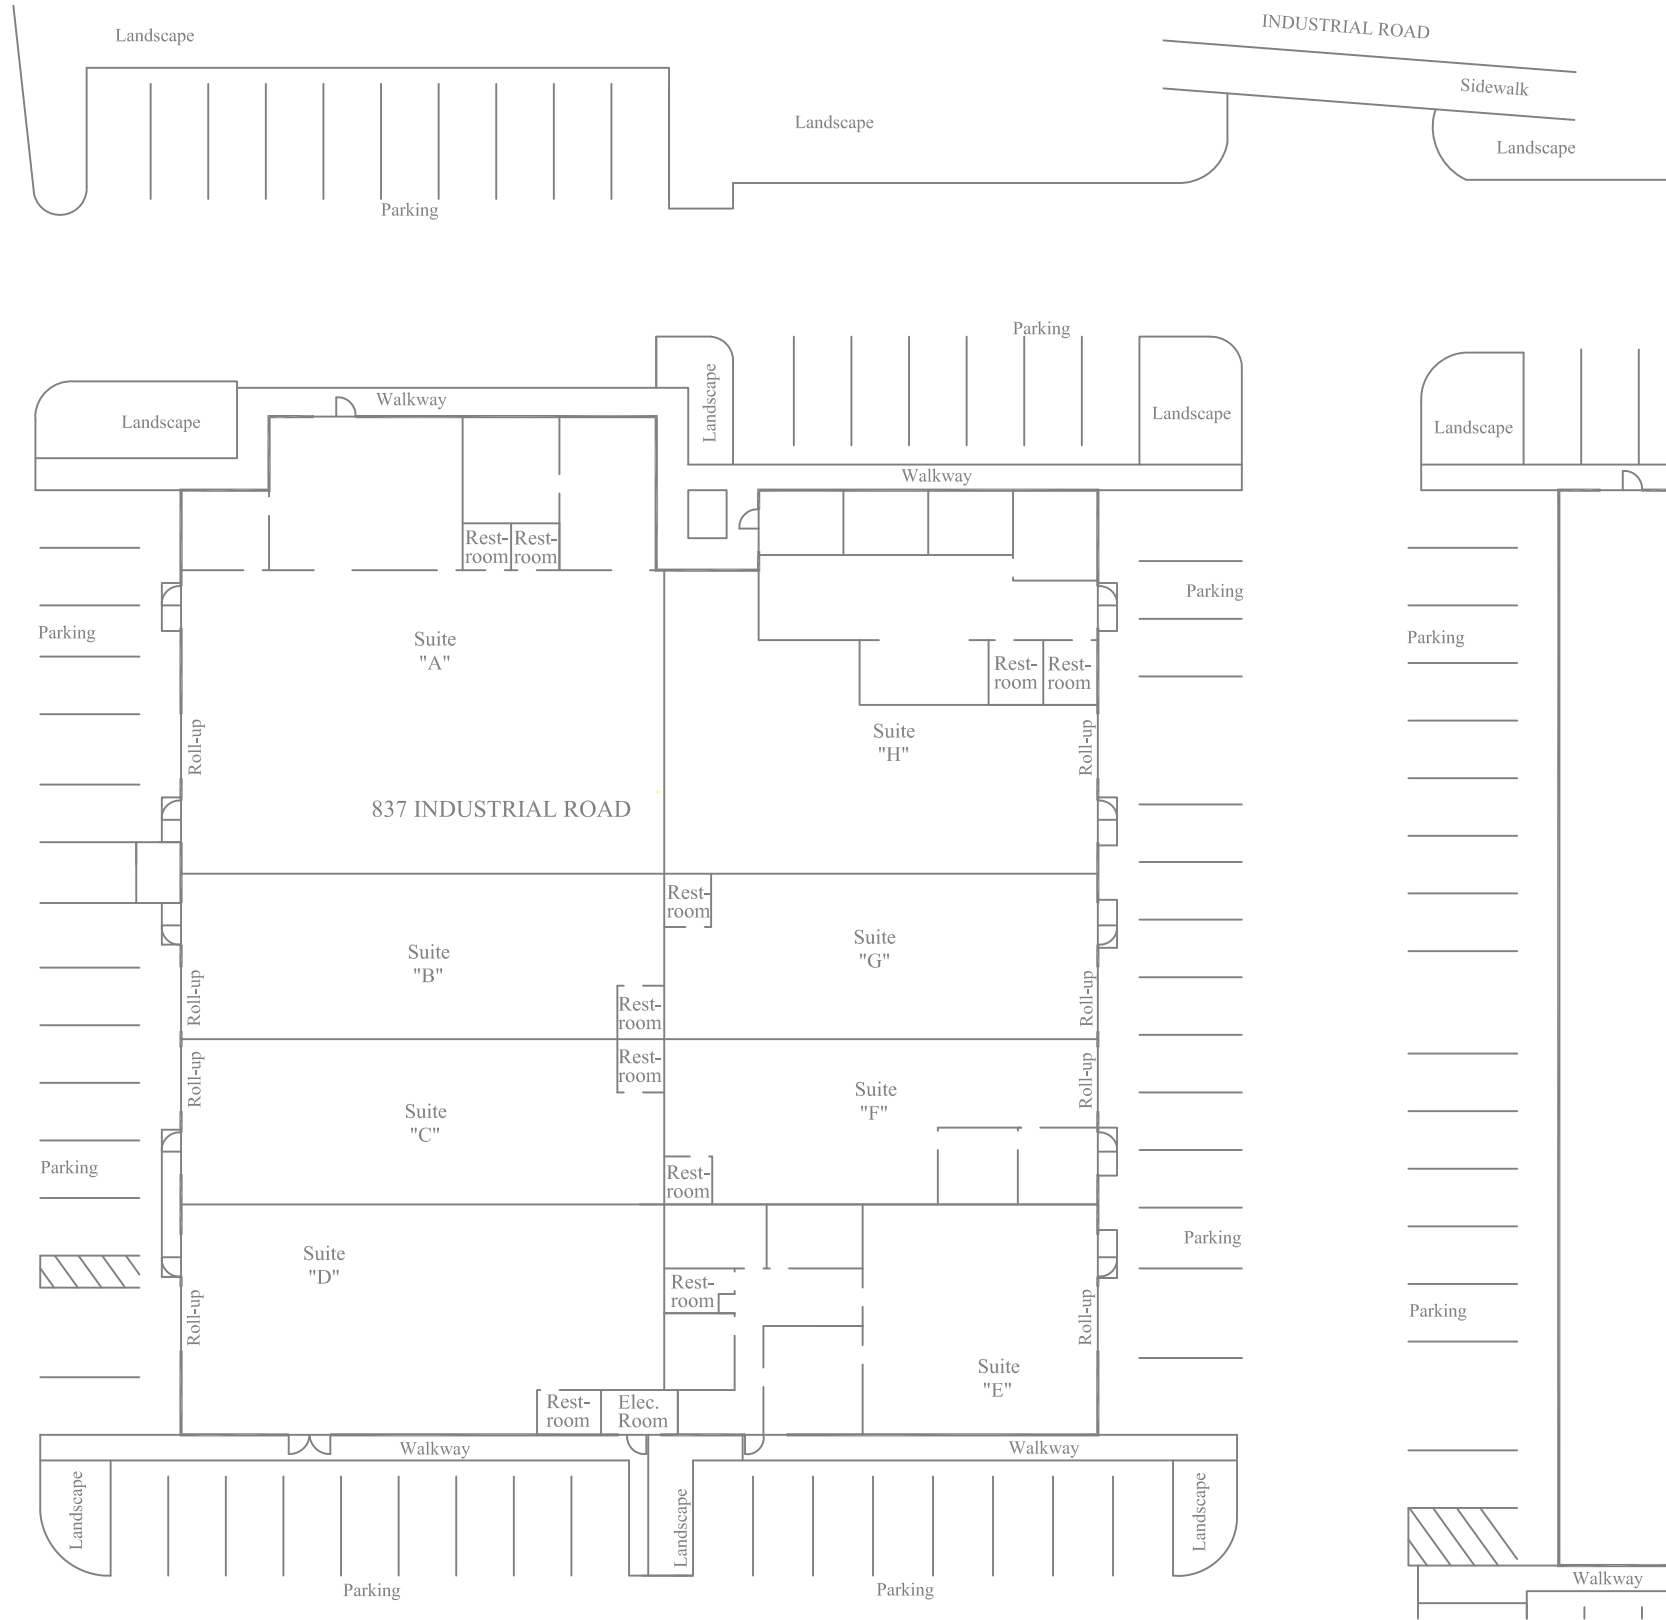 INDUSTRIAL ROAD
Landscape
Sidewalk
Landscape
Landscape
Parking
Parking
Walkway
Landscape
Landscape
Landscape
Landscape
Walkway
Rest-
room
Rest-
room
Parking
Parking
Suite
"A"
Parking
Rest-
room
Rest-
room
Suite
"H"
Roll-up
Roll-up
837 INDUSTRIAL ROAD
Rest-
room
Suite
"B"
Suite
"G"
Roll-up
Roll-up
Rest-
room
Rest-
room
Roll-up
Roll-up
Suite
"C"
Suite
"F"
Parking
Rest-
room
Suite
"D"
Parking
Rest-
room
Roll-up
Roll-up
Parking
Suite
"E"
Rest-
room
Elec.
Room
Walkway
Walkway
Landscape
Landscape
Landscape
Parking
Parking
Walkway